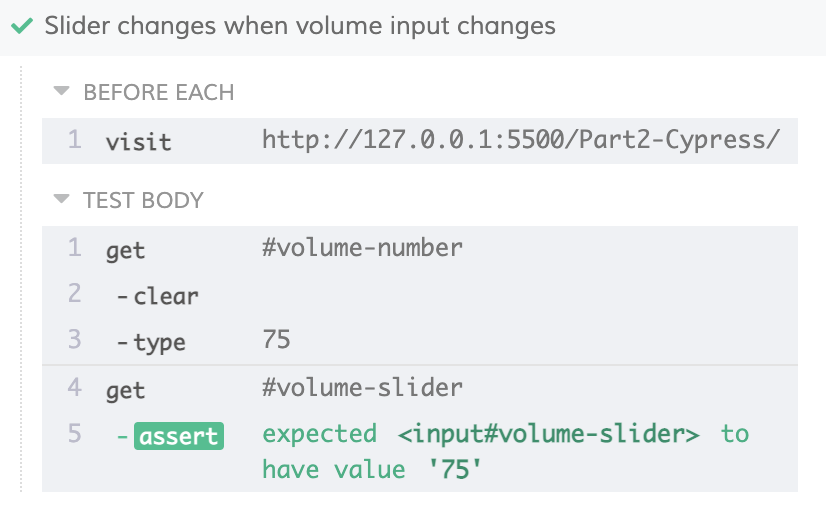 Slider changes when volume input changes
BEFORE EACH
1 visit http://127.0.0.1:5500/Part2-Cypress/
TEST BODY
1 get #volume-number
2 -clear
3 -type 75
4 get #volume-slider
5 -assert expected <input#volume-slider> to
have value '75'